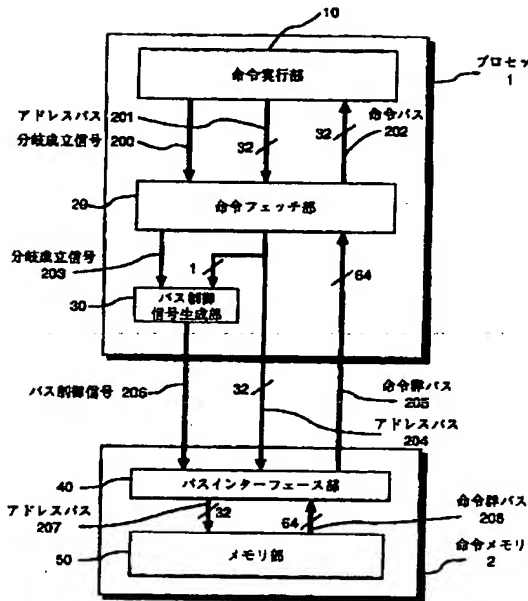 10
プロセッサ
1
命令実行部
アドレスバス
201
分岐成立信号
200
32
32
命令バス
202
20
命令フェッチ部
分岐成立信号
203
1
64
30
バス制御
信号生成部
バス制御信号 206
32
命令群バス
205
アドレスバス
204
40
バスインターフェース部
アドレスバス
207
32
64
命令群バス
208
50
メモリ部
命令メモリ
2